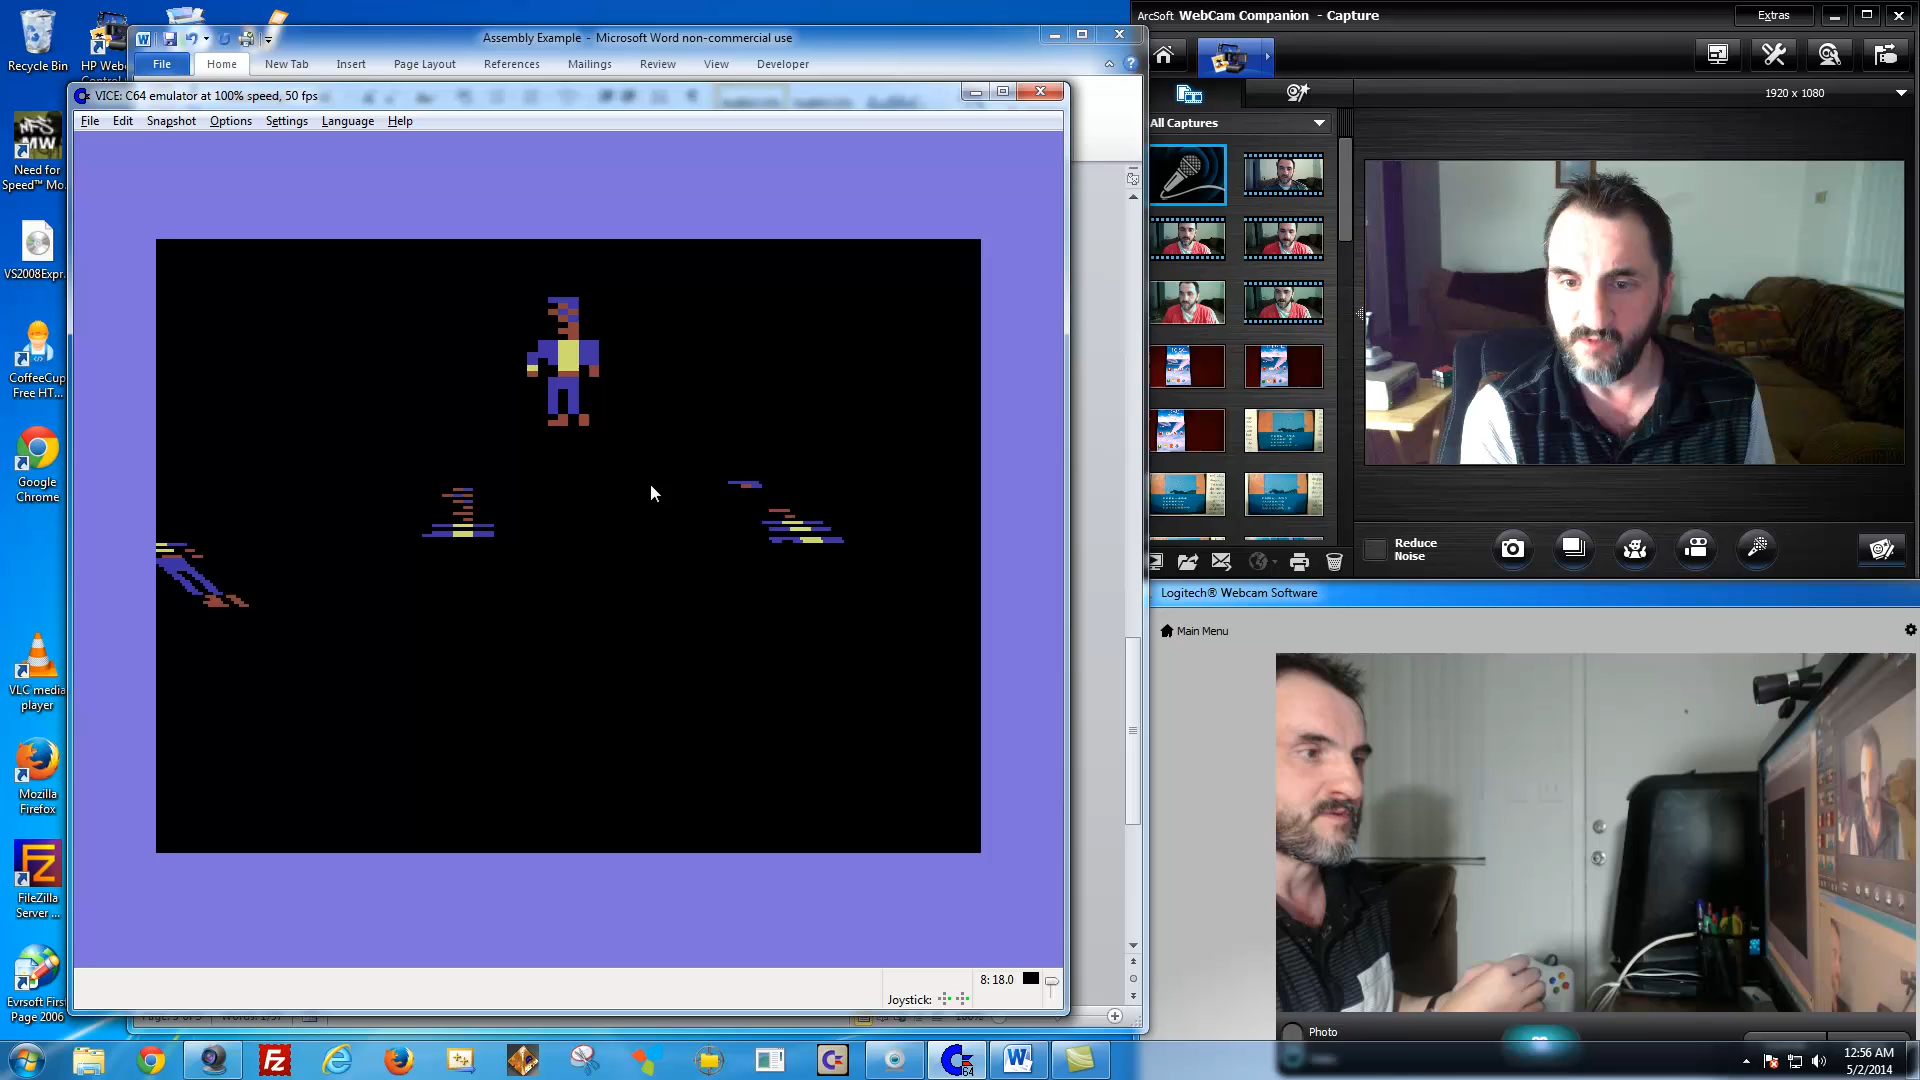 Recycle Bin
HP Webc
Control
Need for
Speed™ Mo...
VS2008Expr...
CoffeeCup
Free HT...
Google
Chrome
VLC media
player
Mozilla
Firefox
FileZilla
Server ...
Evrsoft First
Page 2006
Assembly Example - Microsoft Word non-commercial use
File Home New Tab Insert Page Layout References Mailings Review View Developer
VICE: C64 emulator at 100% speed, 50 fps
File Edit Snapshot Options Settings Language Help
8: 18.0
Joystick:
ArcSoft WebCam Companion - Capture
Extras
1920 x 1080
All Captures
Reduce
Noise
Logitech® Webcam Software
Main Menu
Photo
64
12:56 AM
5/2/2014